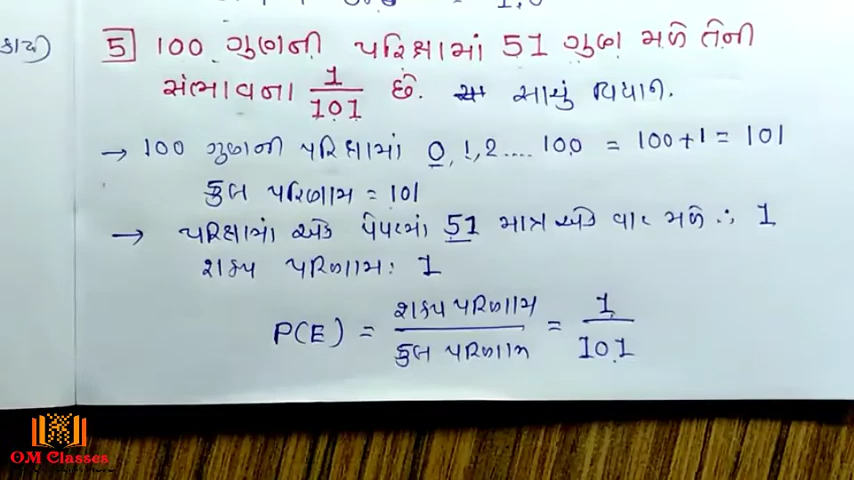 કાયી
5 100 ગુણની પરિક્ષામાં 51 ગુણ મળે તેની
સંભાવના 1/101 છે. સાચું વિધાન.
→ 100 ગુણની પરિક્ષામાં 0, 1, 2.... 100 = 100+1 = 101
કુલ પરિણામ = 101
→ પરિક્ષામાં એક પેપરમાં 51 માત્ર એક વાર મળે ∴ 1
શક્ય પરિણામ: 1
P(E) = શક્ય પરિણામ / કુલ પરિણામ = 1/101
OM Classes